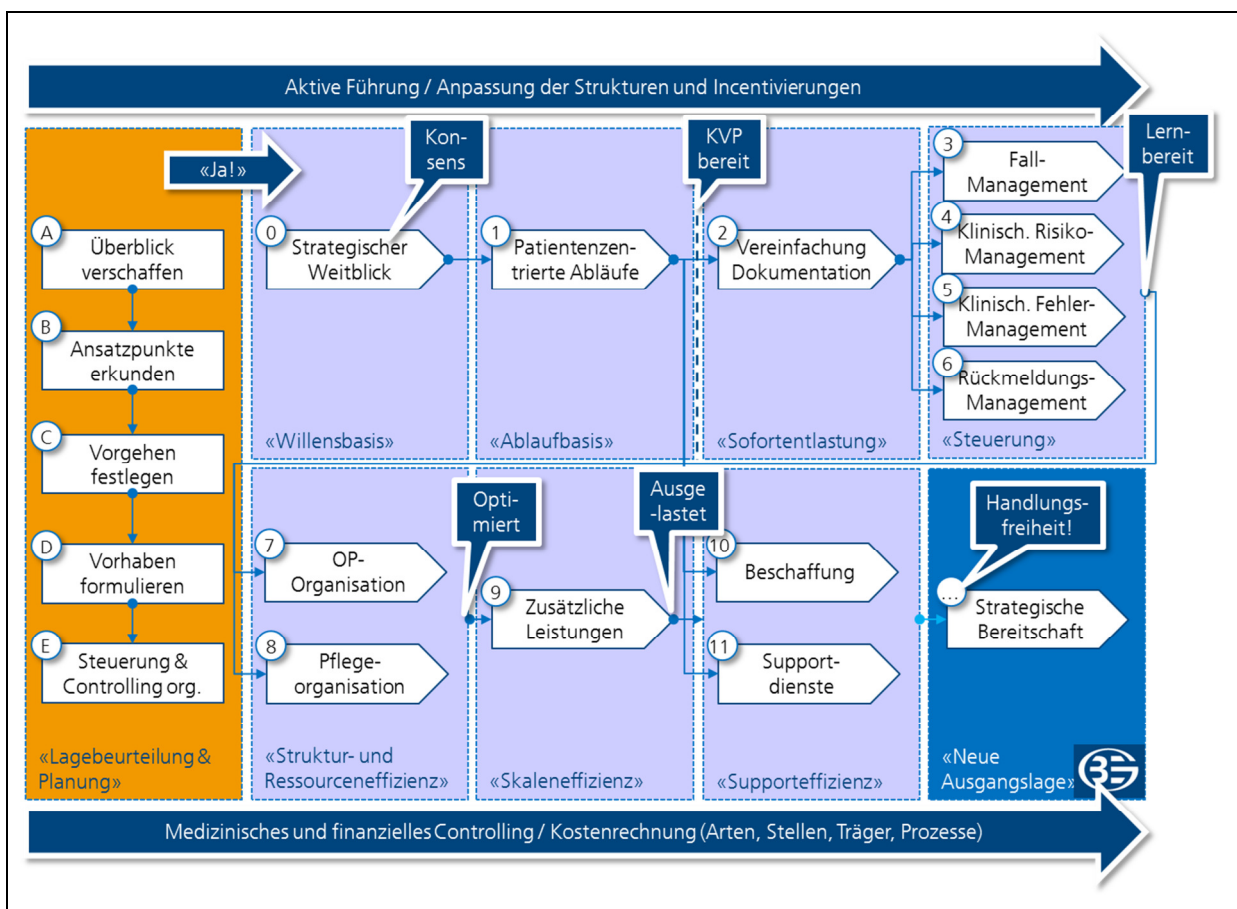 Aktive Führung / Anpassung der Strukturen und Incentivierungen
«Ja!»
Kon-
sens
KVP
bereit
Lern-
bereit
A
Überblick
verschaffen
B
Ansatzpunkte
erkunden
C
Vorgehen
festlegen
D
Vorhaben
formulieren
E
Steuerung &
Controlling org.
«Lagebeurteilung &
Planung»
0
Strategischer
Weitblick
«Willensbasis»
1
Patientenzen-
trierte Abläufe
«Ablaufbasis»
2
Vereinfachung
Dokumentation
«Sofortentlastung»
3
Fall-
Management
4
Klinisch. Risiko-
Management
5
Klinisch. Fehler-
Management
6
Rückmeldungs-
Management
«Steuerung»
7
OP-
Organisation
8
Pflege-
organisation
«Struktur- und
Ressourceneffizienz»
Opti-
miert
9
Zusätzliche
Leistungen
«Skaleneffizienz»
Ausge
-lastet
10
Beschaffung
11
Support-
dienste
«Supporteffizienz»
Handlungs-
freiheit!
...
Strategische
Bereitschaft
«Neue
Ausgangslage»
Medizinisches und finanzielles Controlling / Kostenrechnung (Arten, Stellen, Träger, Prozesse)